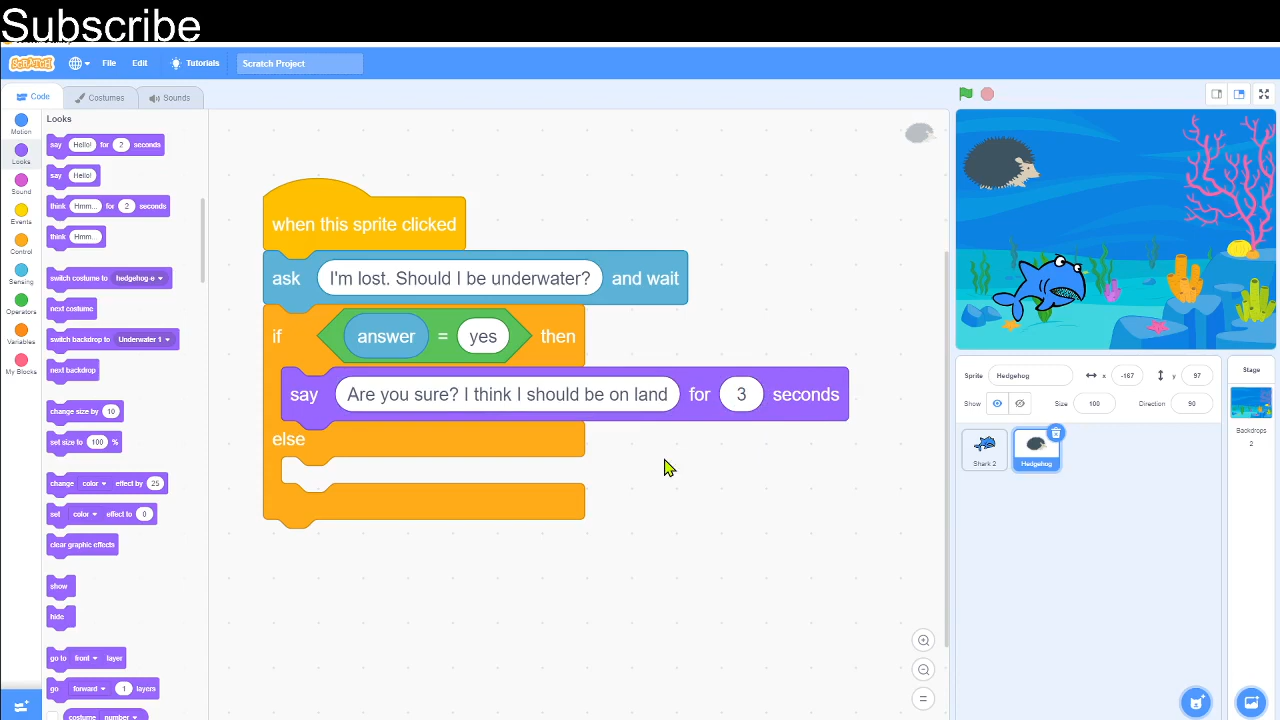 Subscribe
SCRATCH
File
Edit
Tutorials
Scratch Project
Code
Costumes
Sounds
Motion
Looks
Sound
Events
Control
Sensing
Operators
Variables
My Blocks
Looks
say Hello! for 2 seconds
say Hello!
think Hmm... for 2 seconds
think Hmm...
switch costume to hedgehog-e
next costume
switch backdrop to Underwater 1
next backdrop
change size by 10
set size to 100 %
change color effect by 25
set color effect to 0
clear graphic effects
show
hide
go to front layer
go forward 1 layers
costume number
when this sprite clicked
ask I'm lost. Should I be underwater? and wait
if answer = yes then
say Are you sure? I think I should be on land for 3 seconds
else
Sprite Hedgehog x -167 y 97
Show Size 100 Direction 90
Shark 2
Hedgehog
Stage
Backdrops
2